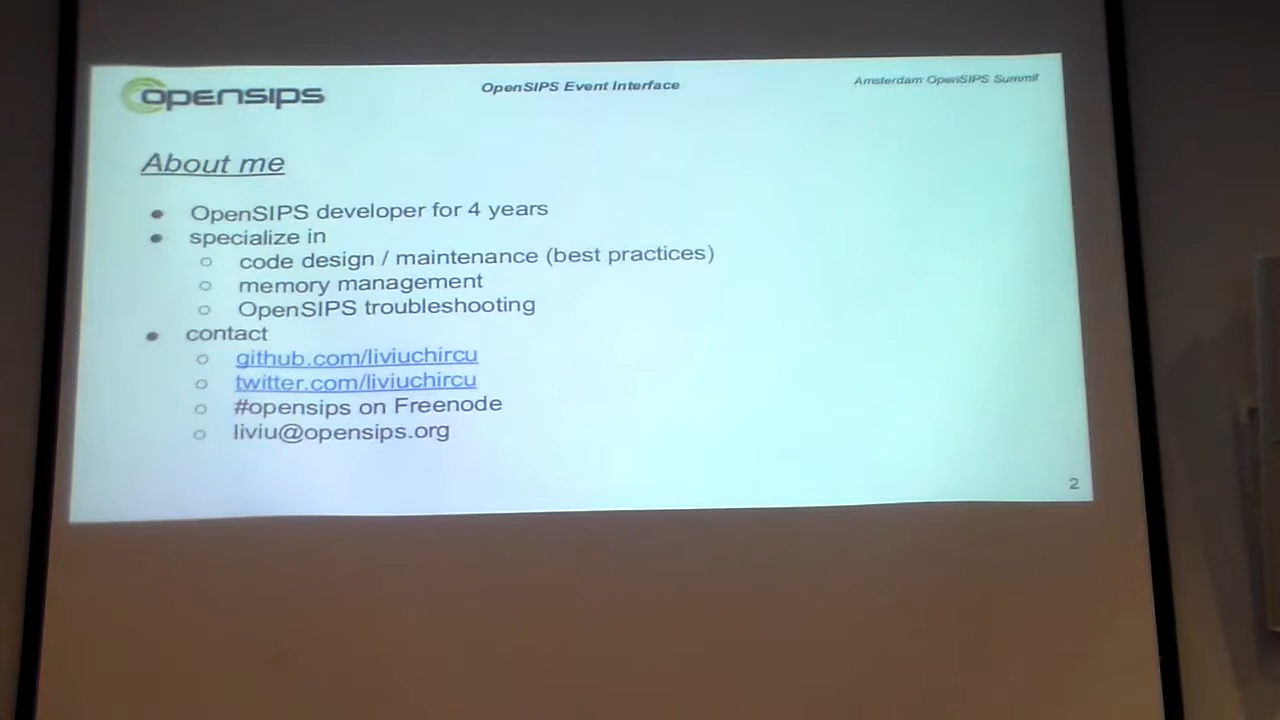 opensips
OpenSIPS Event Interface
Amsterdam OpenSIPS Summit
About me
OpenSIPS developer for 4 years
specialize in
code design / maintenance (best practices)
memory management
OpenSIPS troubleshooting
contact
github.com/liviuchircu
twitter.com/liviuchircu
#opensips on Freenode
liviu@opensips.org
2